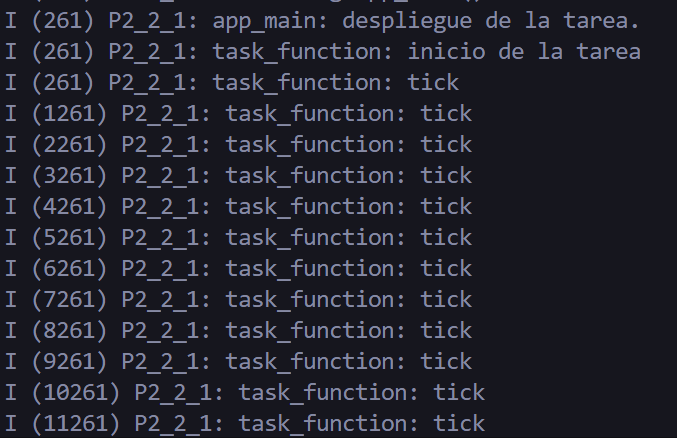 I (261) P2_2_1: app_main: despliegue de la tarea.
I (261) P2_2_1: task_function: inicio de la tarea
I (261) P2_2_1: task_function: tick
I (1261) P2_2_1: task_function: tick
I (2261) P2_2_1: task_function: tick
I (3261) P2_2_1: task_function: tick
I (4261) P2_2_1: task_function: tick
I (5261) P2_2_1: task_function: tick
I (6261) P2_2_1: task_function: tick
I (7261) P2_2_1: task_function: tick
I (8261) P2_2_1: task_function: tick
I (9261) P2_2_1: task_function: tick
I (10261) P2_2_1: task_function: tick
I (11261) P2_2_1: task_function: tick